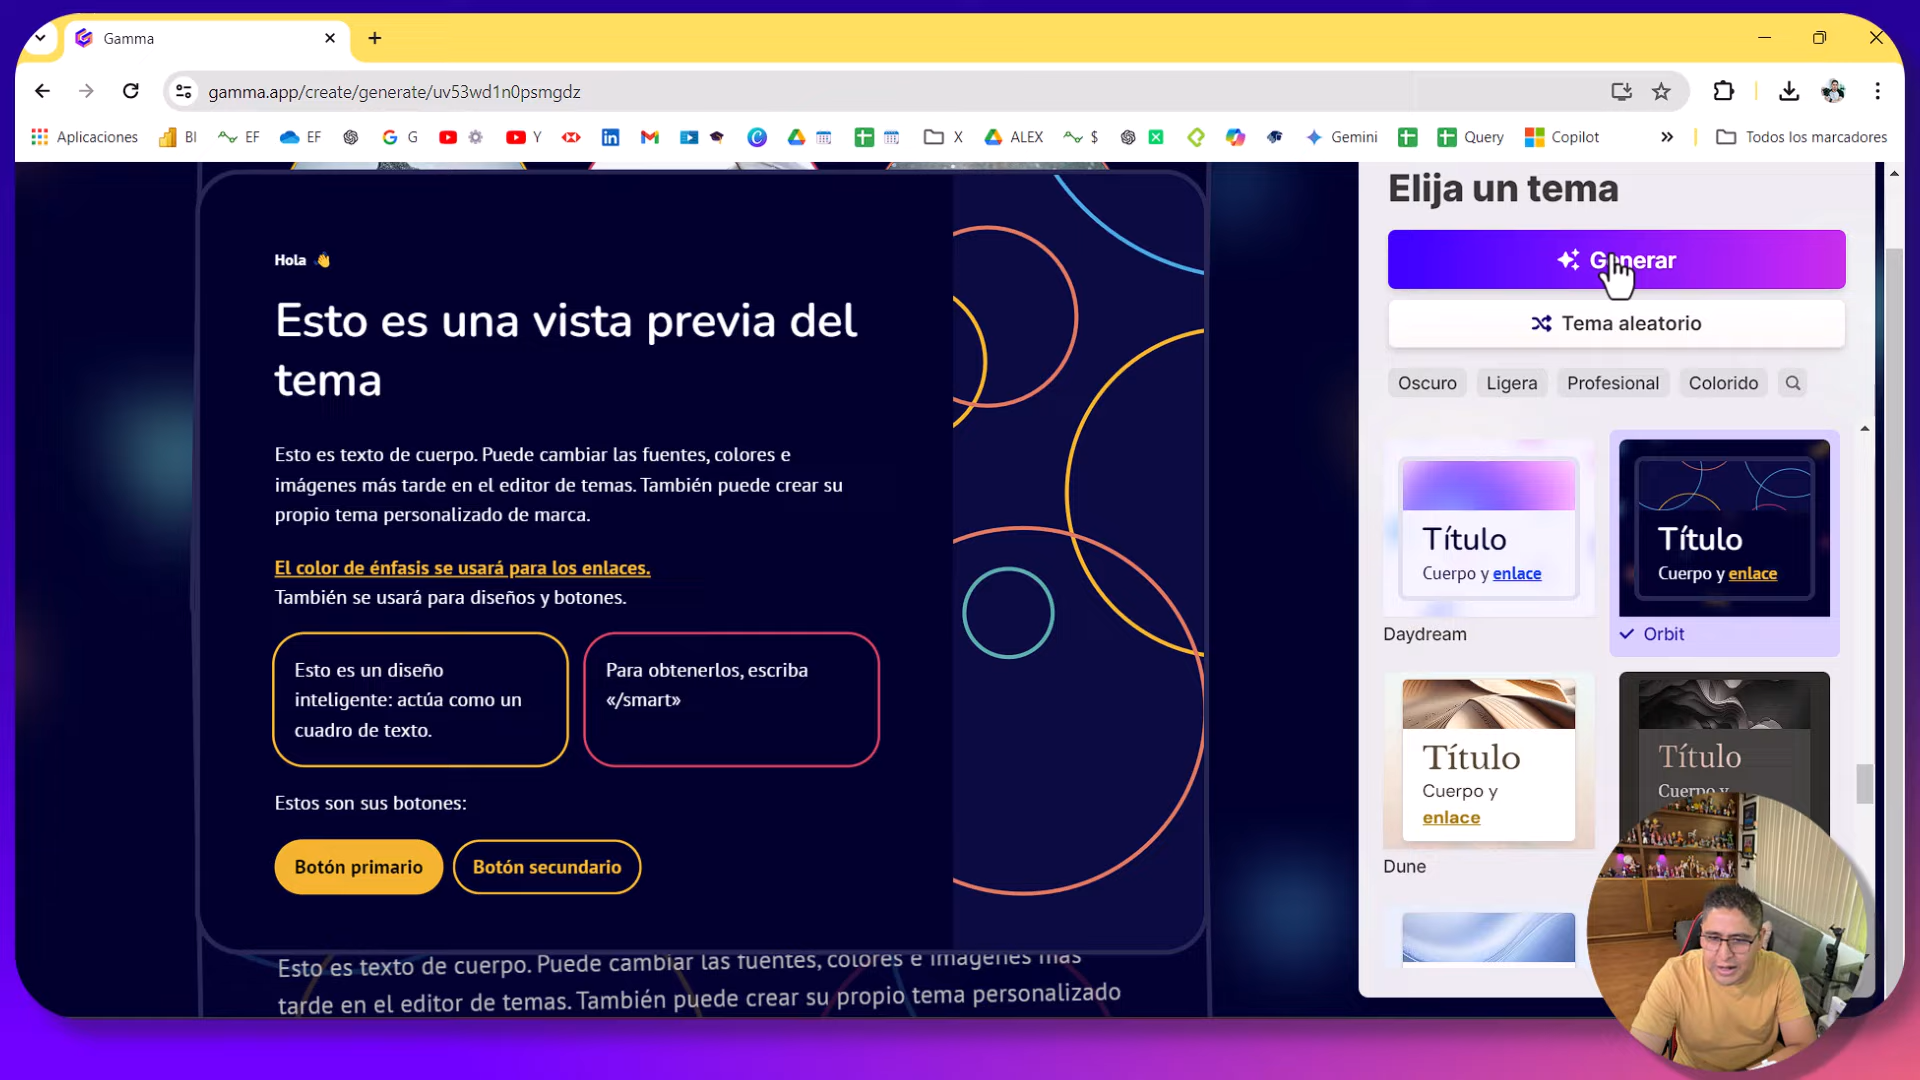 Gamma
gamma.app/create/generate/uv53wd1n0psmgdz
Aplicaciones
BI
EF
EF
G
Y
X
ALEX
$
Gemini
Query
Copilot
»
Todos los marcadores
Hola 👋
Esto es una vista previa del
tema
Esto es texto de cuerpo. Puede cambiar las fuentes, colores e
imágenes más tarde en el editor de temas. También puede crear su
propio tema personalizado de marca.
El color de énfasis se usará para los enlaces.
También se usará para diseños y botones.
Esto es un diseño
inteligente: actúa como un
cuadro de texto.
Para obtenerlos, escriba
«/smart»
Estos son sus botones:
Botón primario
Botón secundario
Esto es texto de cuerpo. Puede cambiar las fuentes, colores e imágenes más
tarde en el editor de temas. También puede crear su propio tema personalizado
Elija un tema
Generar
Tema aleatorio
Oscuro
Ligera
Profesional
Colorido
Título
Cuerpo y enlace
Daydream
Título
Cuerpo y enlace
Orbit
Título
Cuerpo y
enlace
Dune
Título
Cuerpo y